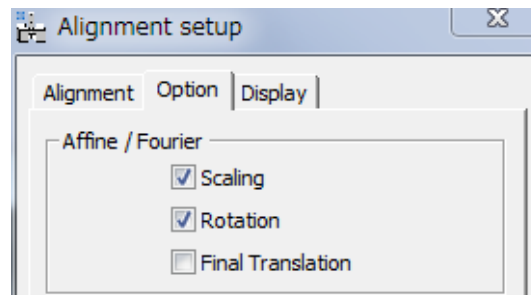 Alignment setup
Alignment Option Display
Affine / Fourier
Scaling
Rotation
Final Translation